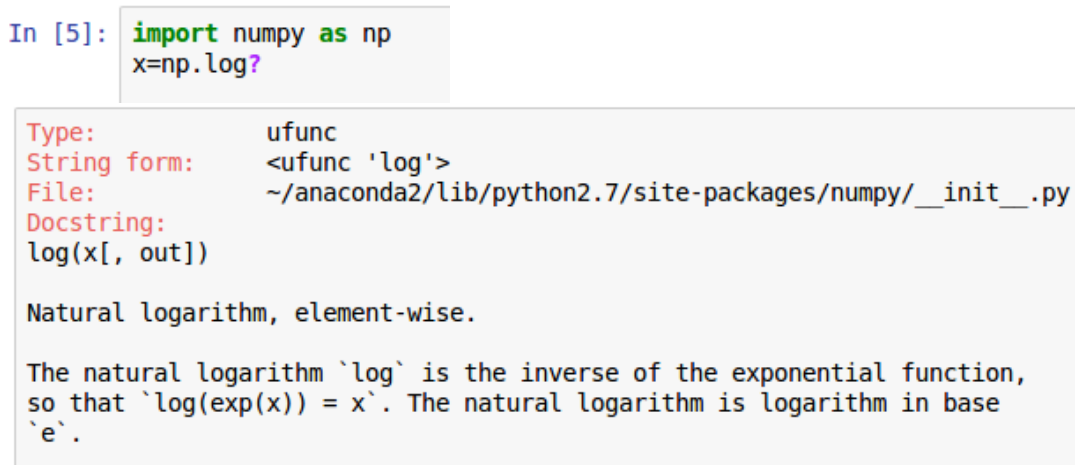 In [5]: import numpy as np
x=np.log?
Type: ufunc
String form: <ufunc 'log'>
File: ~/anaconda2/lib/python2.7/site-packages/numpy/__init__.py
Docstring:
log(x[, out])
Natural logarithm, element-wise.
The natural logarithm `log` is the inverse of the exponential function,
so that `log(exp(x)) = x`. The natural logarithm is logarithm in base
`e`.